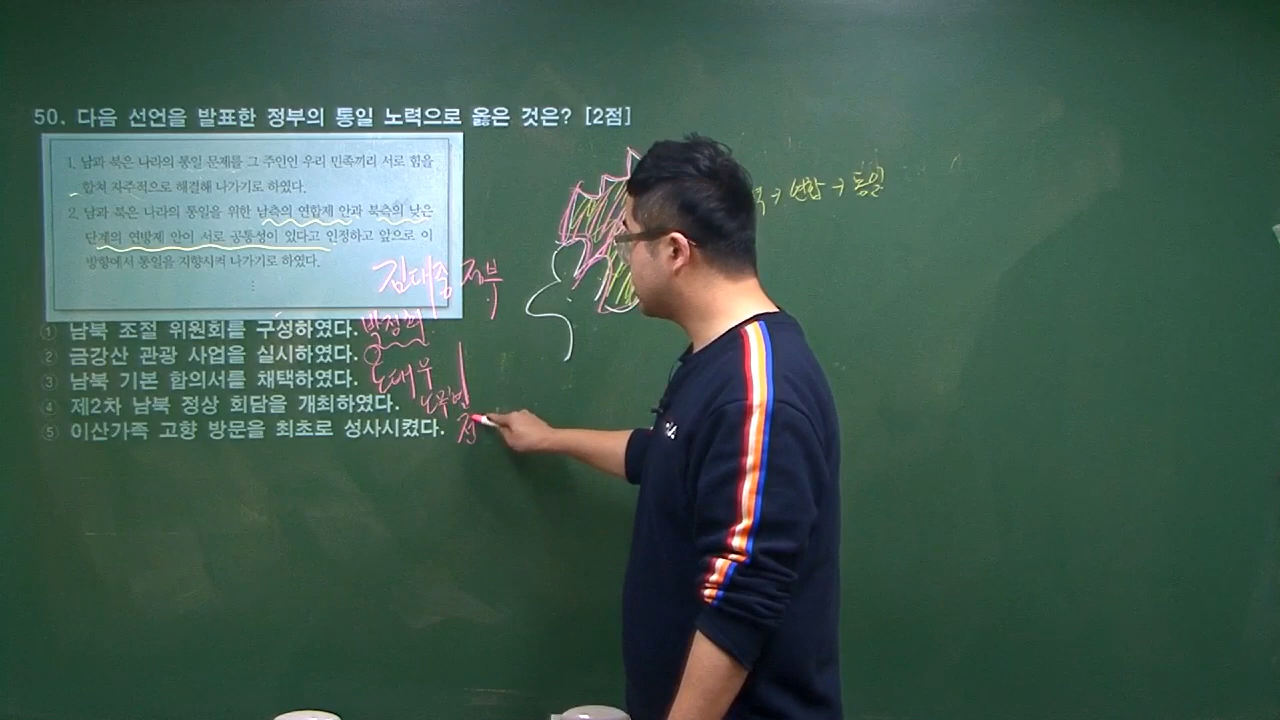 50. 다음 선언을 발표한 정부의 통일 노력으로 옳은 것은? [2점]
1. 남과 북은 나라의 통일 문제를 그 주인인 우리 민족끼리 서로 힘을
합쳐 자주적으로 해결해 나가기로 하였다.
2. 남과 북은 나라의 통일을 위한 남측의 연합제 안과 북측의 낮은
단계의 연방제 안이 서로 공통성이 있다고 인정하고 앞으로 이
방향에서 통일을 지향시켜 나가기로 하였다.
⋮
김대중 정부
① 남북 조절 위원회를 구성하였다. 박정희
② 금강산 관광 사업을 실시하였다.
③ 남북 기본 합의서를 채택하였다. 노태우
④ 제2차 남북 정상 회담을 개최하였다. 노무현
⑤ 이산가족 고향 방문을 최초로 성사시켰다. 전
→ 연합 → 통일